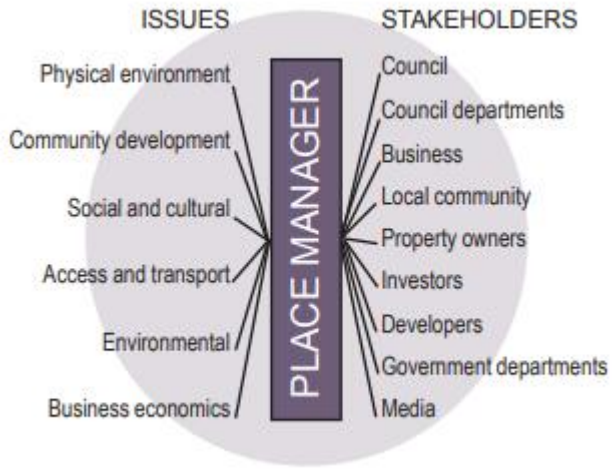 ISSUES
Physical environment
Community development
Social and cultural
Access and transport
Environmental
Business economics
PLACE MANAGER
STAKEHOLDERS
Council
Council departments
Business
Local community
Property owners
Investors
Developers
Government departments
Media